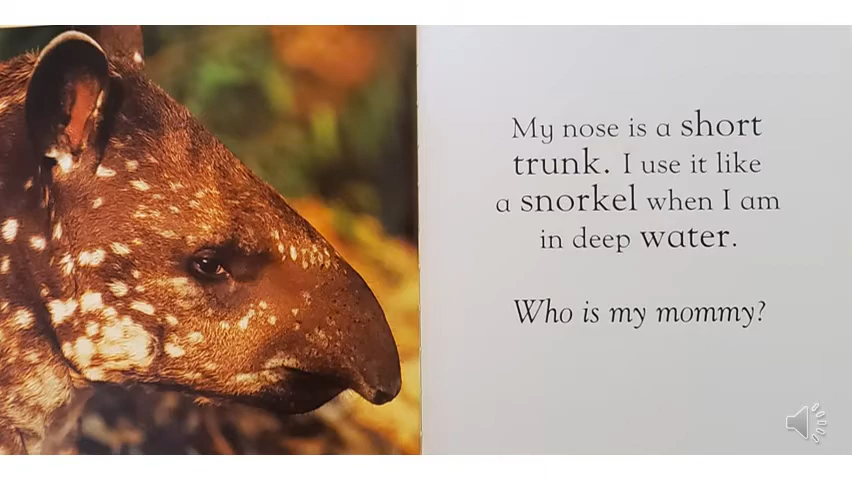 My nose is a short
trunk. I use it like
a snorkel when I am
in deep water.
Who is my mommy?